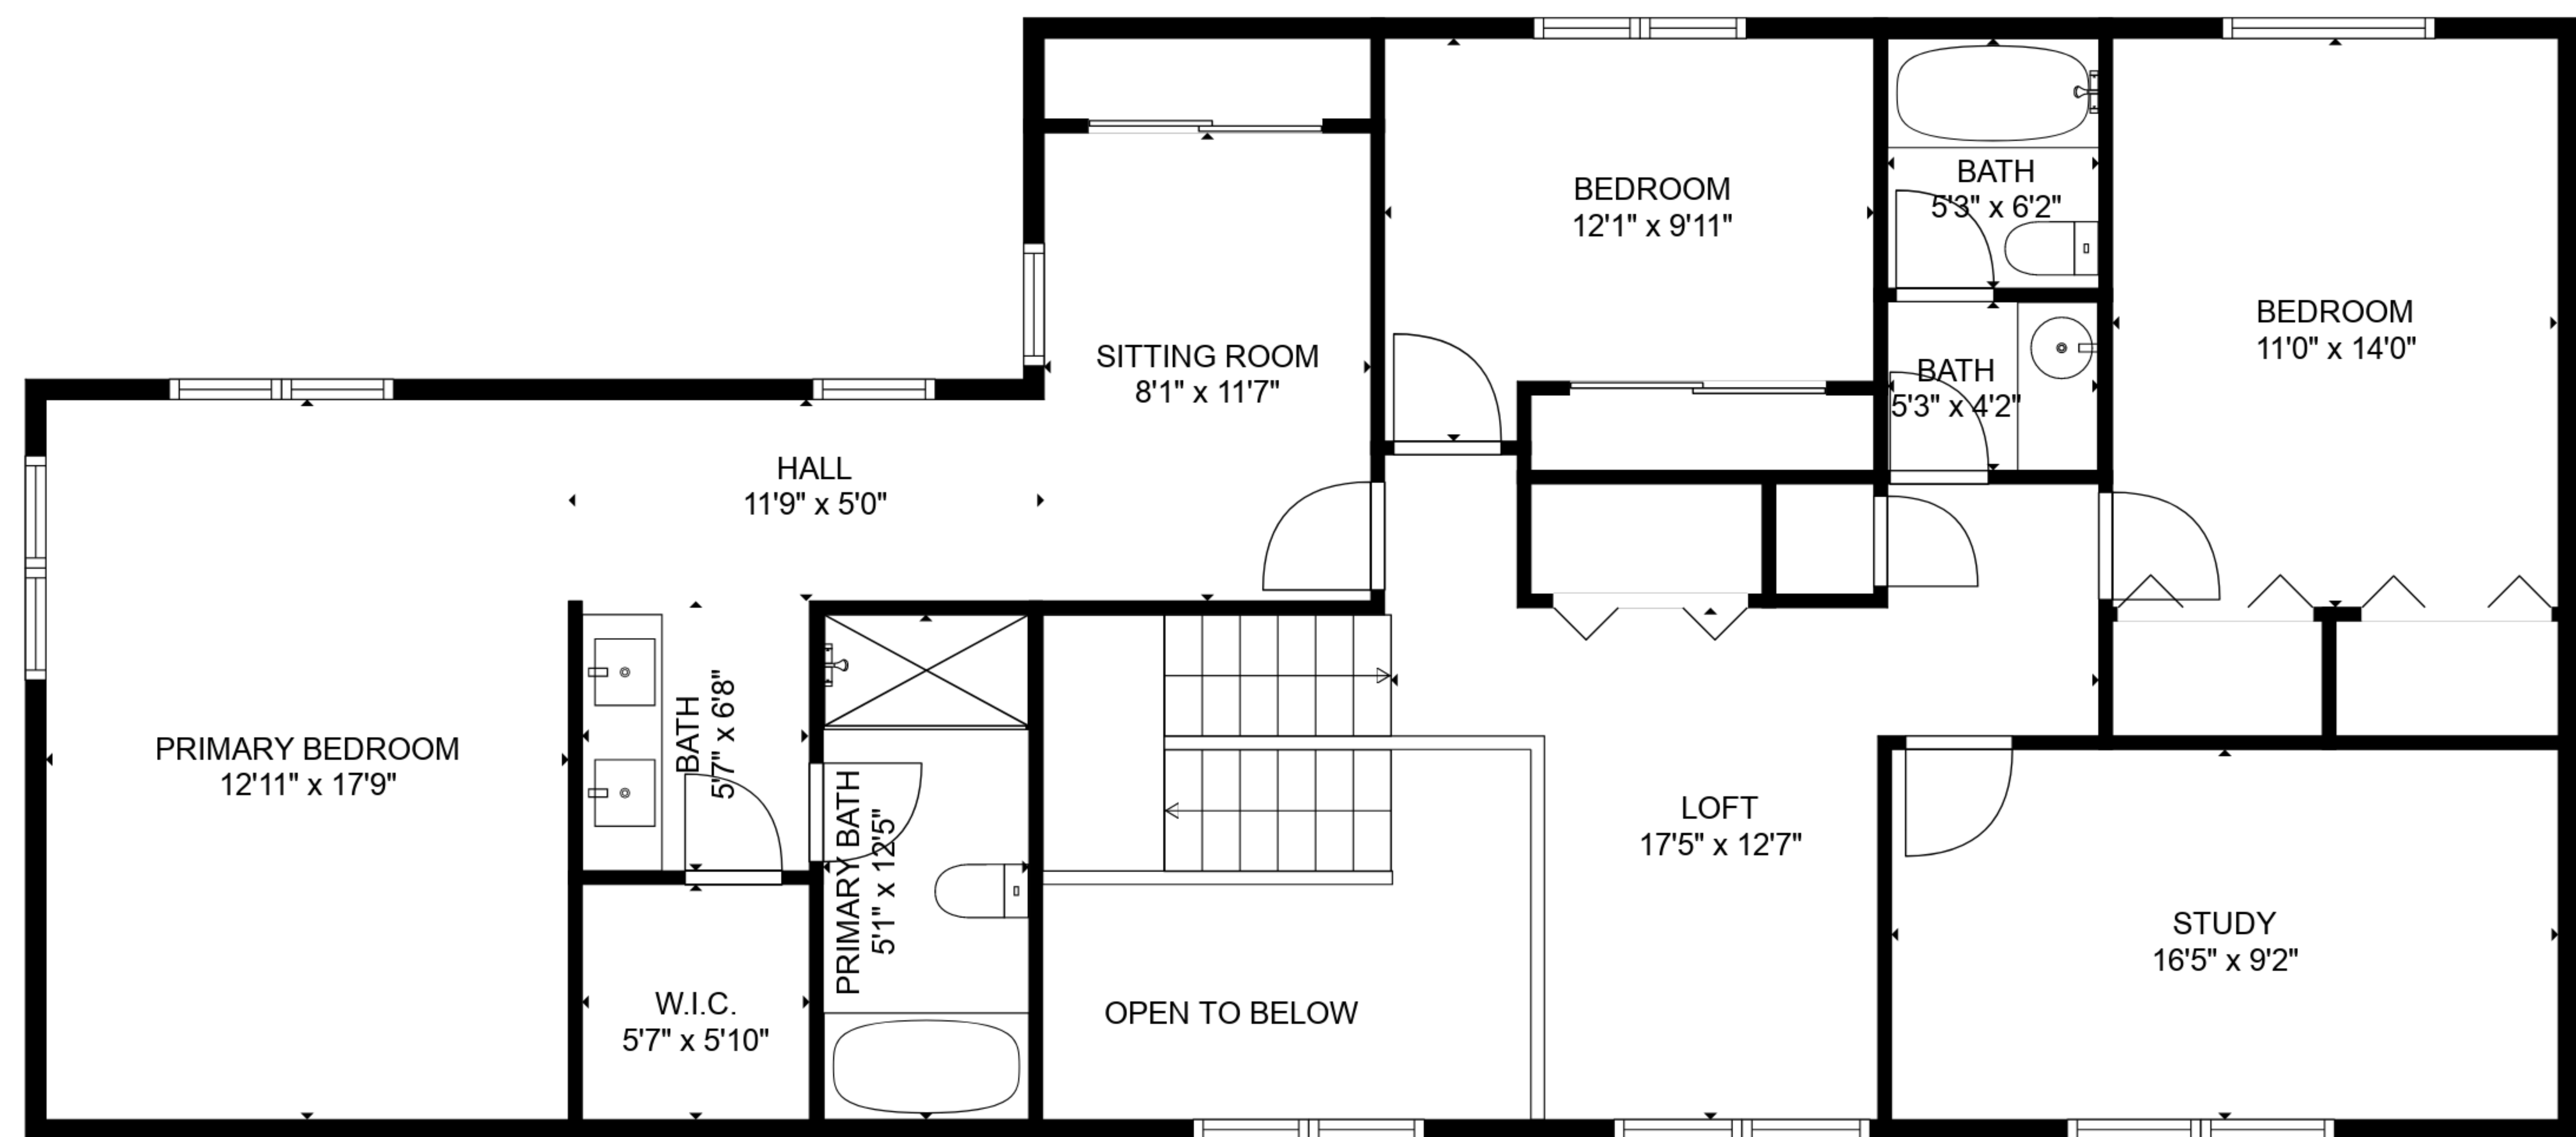 BEDROOM
12'1" x 9'11"
BATH
5'3" x 6'2"
BEDROOM
11'0" x 14'0"
SITTING ROOM
8'1" x 11'7"
BATH
5'3" x 4'2"
HALL
11'9" x 5'0"
PRIMARY BEDROOM
12'11" x 17'9"
BATH
5'7" x 6'8"
PRIMARY BATH
5'1" x 12'5"
LOFT
17'5" x 12'7"
STUDY
16'5" x 9'2"
W.I.C.
5'7" x 5'10"
OPEN TO BELOW